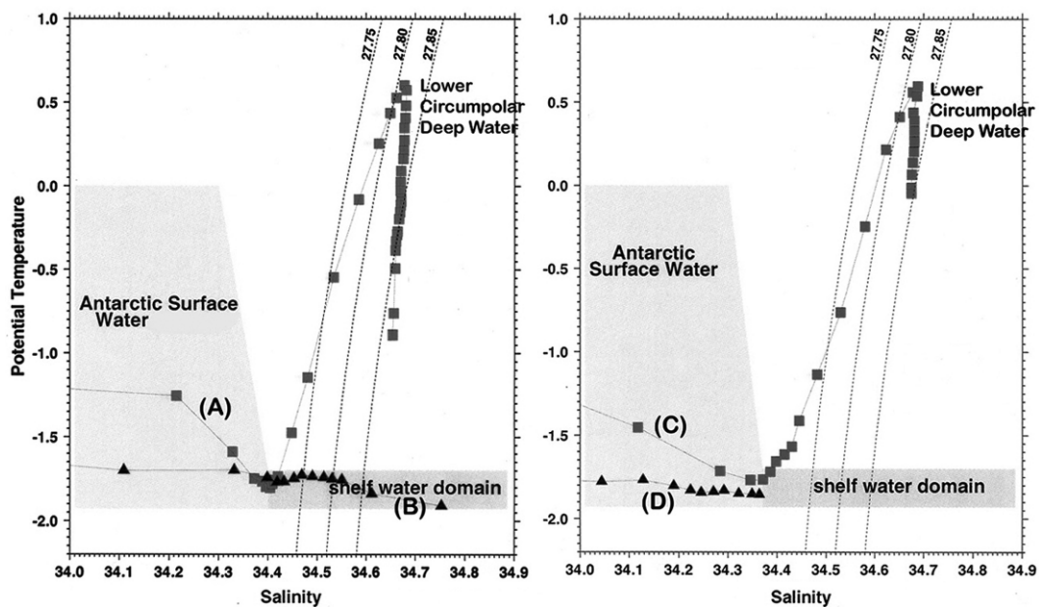 1.0
0.5
0.0
-0.5
-1.0
-1.5
-2.0
Potential Temperature
27.75
27.80
27.85
Lower
Circumpolar
Deep Water
Antarctic Surface
Water
(A)
shelf water domain
(B)
34.0 34.1 34.2 34.3 34.4 34.5 34.6 34.7 34.8 34.9
Salinity
1.0
0.5
0.0
-0.5
-1.0
-1.5
-2.0
27.75
27.80
27.85
Lower
Circumpolar
Deep Water
Antarctic
Surface Water
(C)
shelf water domain
(D)
34.0 34.1 34.2 34.3 34.4 34.5 34.6 34.7 34.8 34.9
Salinity